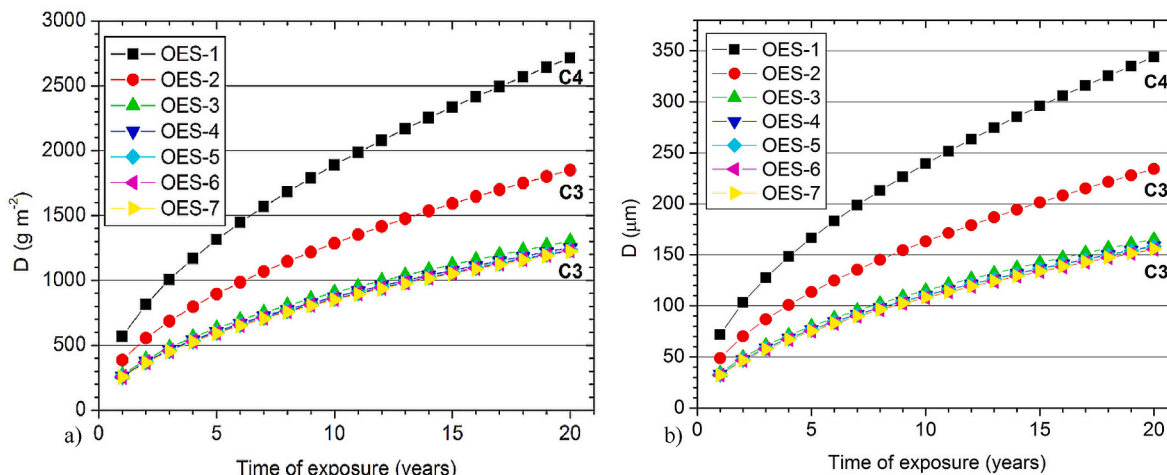 3000
2500
2000
1500
1000
500
0
D (g m⁻²)
OES-1
OES-2
OES-3
OES-4
OES-5
OES-6
OES-7
C4
C3
C3
0 5 10 15 20
a)
Time of exposure (years)
350
300
250
200
150
100
50
0
D (μm)
OES-1
OES-2
OES-3
OES-4
OES-5
OES-6
OES-7
C4
C3
C3
0 5 10 15 20
b)
Time of exposure (years)